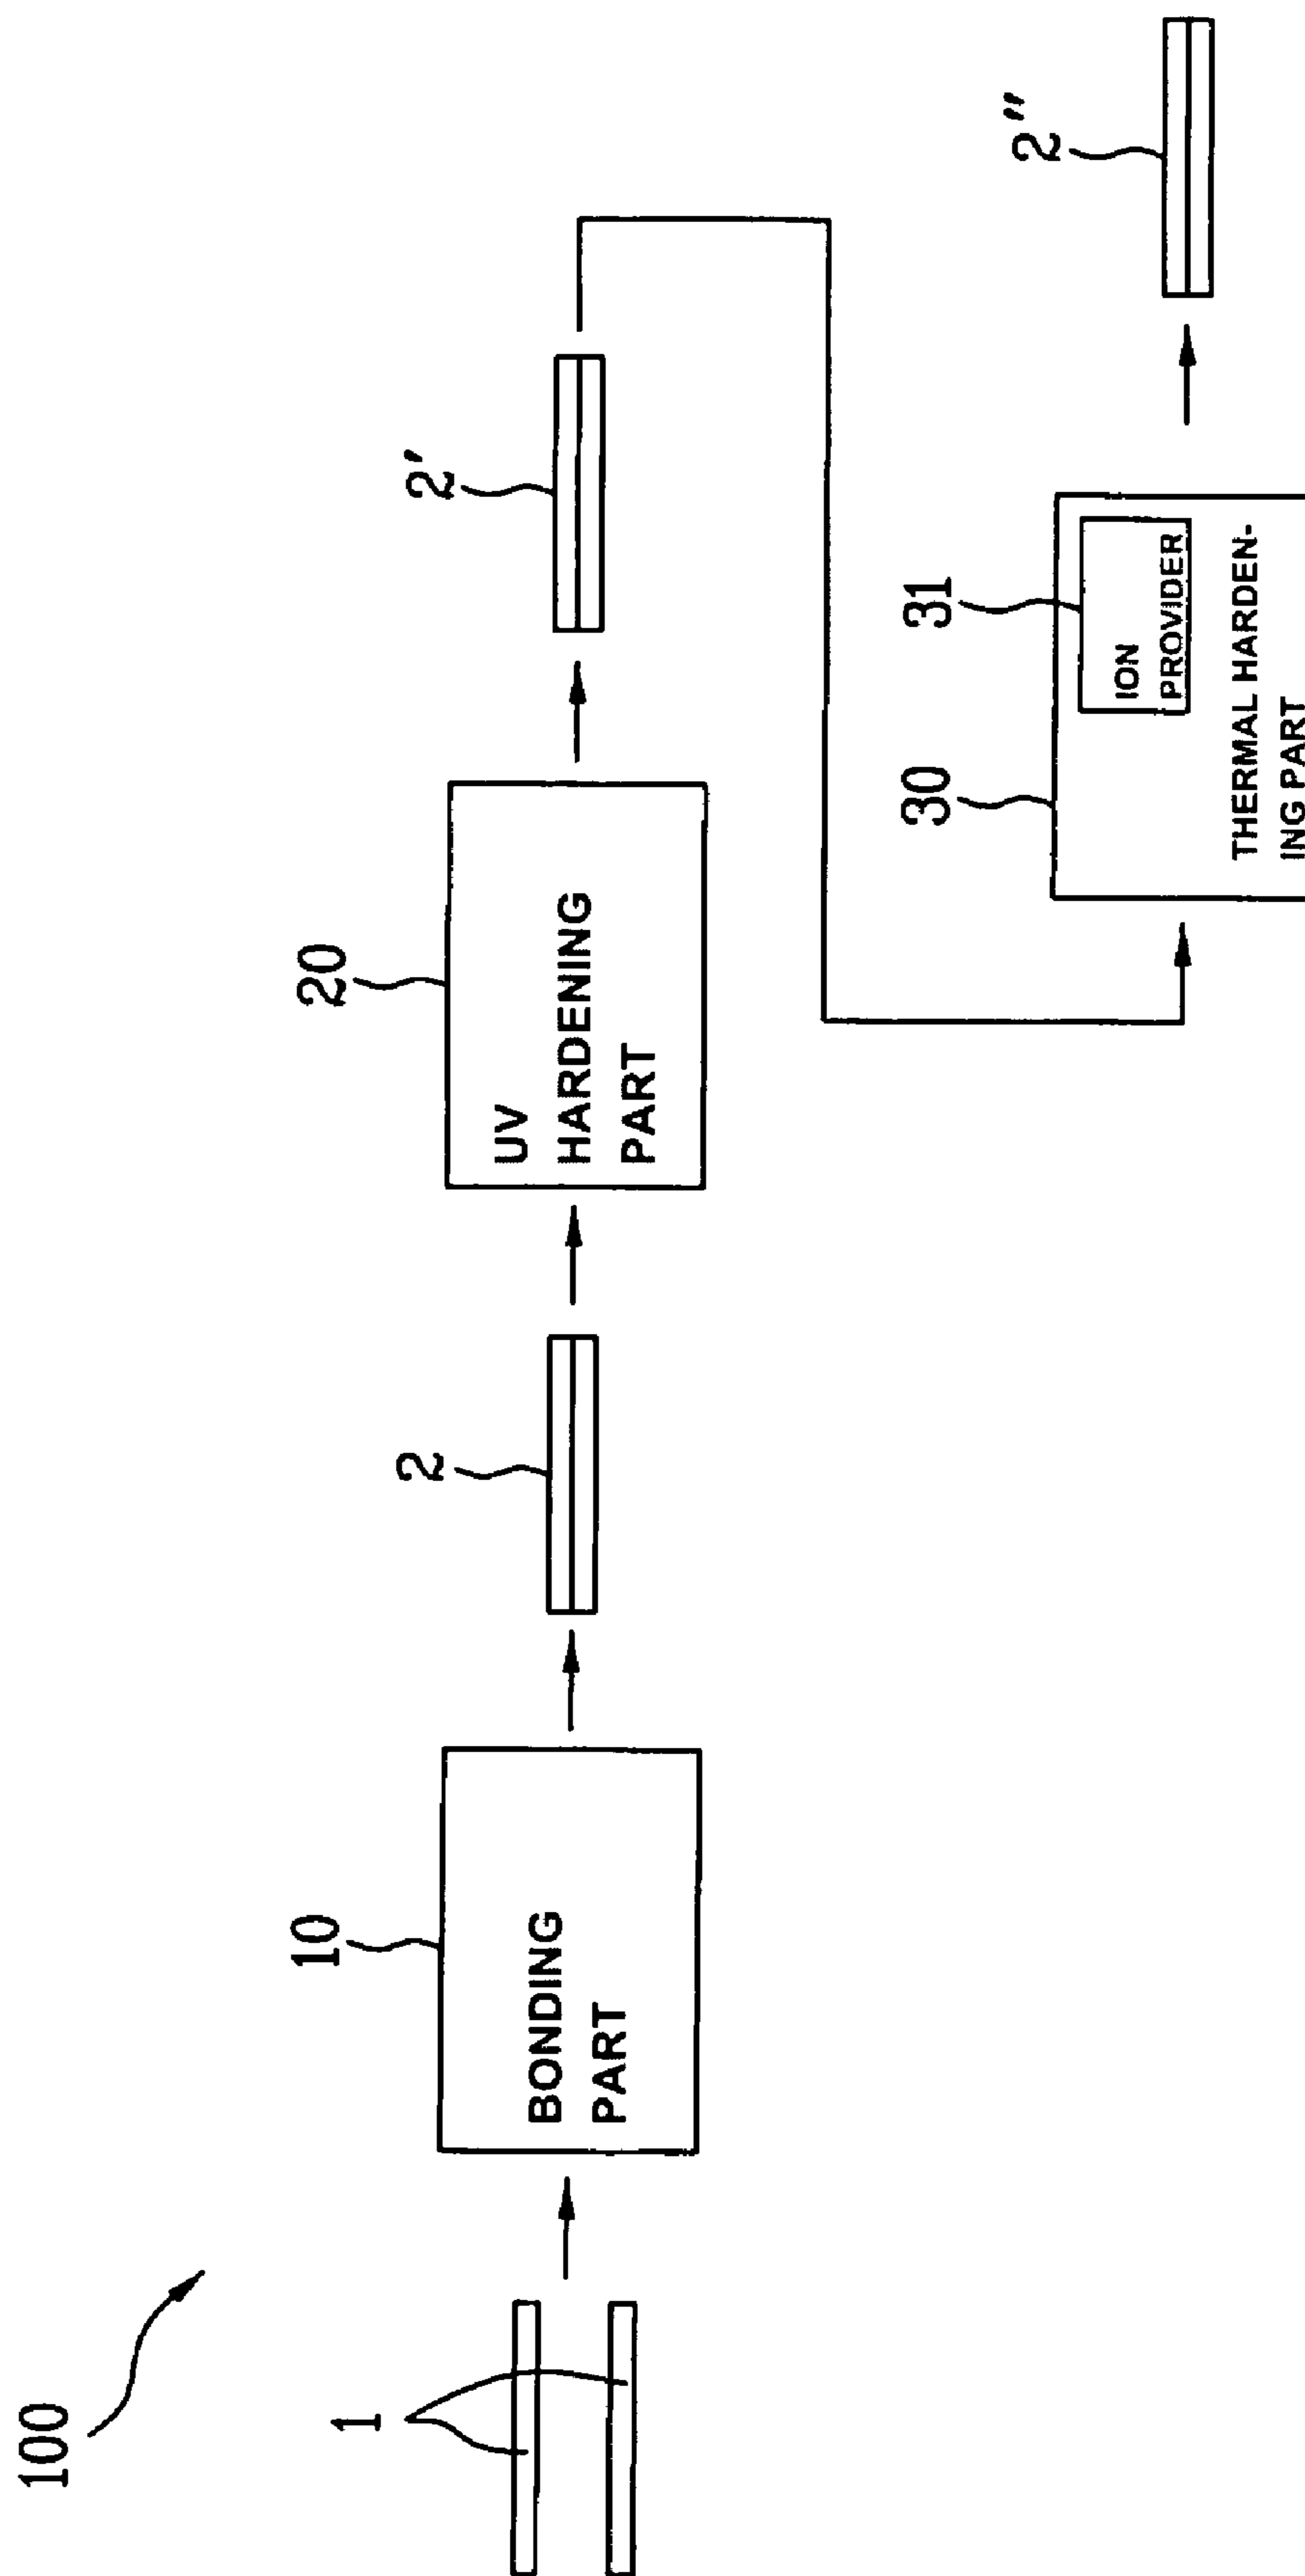 100
1
10
BONDING
PART
2
20
UV
HARDENING
PART
2'
30
31
ION
PROVIDER
THERMAL HARDEN-
ING PART
2"